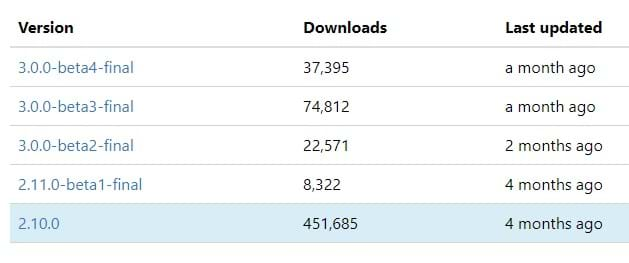 Version Downloads Last updated
3.0.0-beta4-final 37,395 a month ago
3.0.0-beta3-final 74,812 a month ago
3.0.0-beta2-final 22,571 2 months ago
2.11.0-beta1-final 8,322 4 months ago
2.10.0 451,685 4 months ago